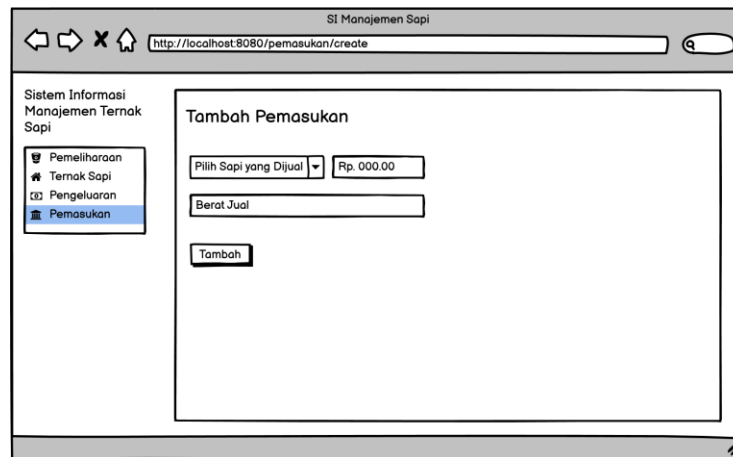 SI Manajemen Sapi
http://localhost:8080/pemasukan/create
Sistem Informasi
Manajemen Ternak
Sapi
Pemeliharaan
Ternak Sapi
Pengeluaran
Pemasukan
Tambah Pemasukan
Pilih Sapi yang Dijual
Rp. 000.00
Berat Jual
Tambah